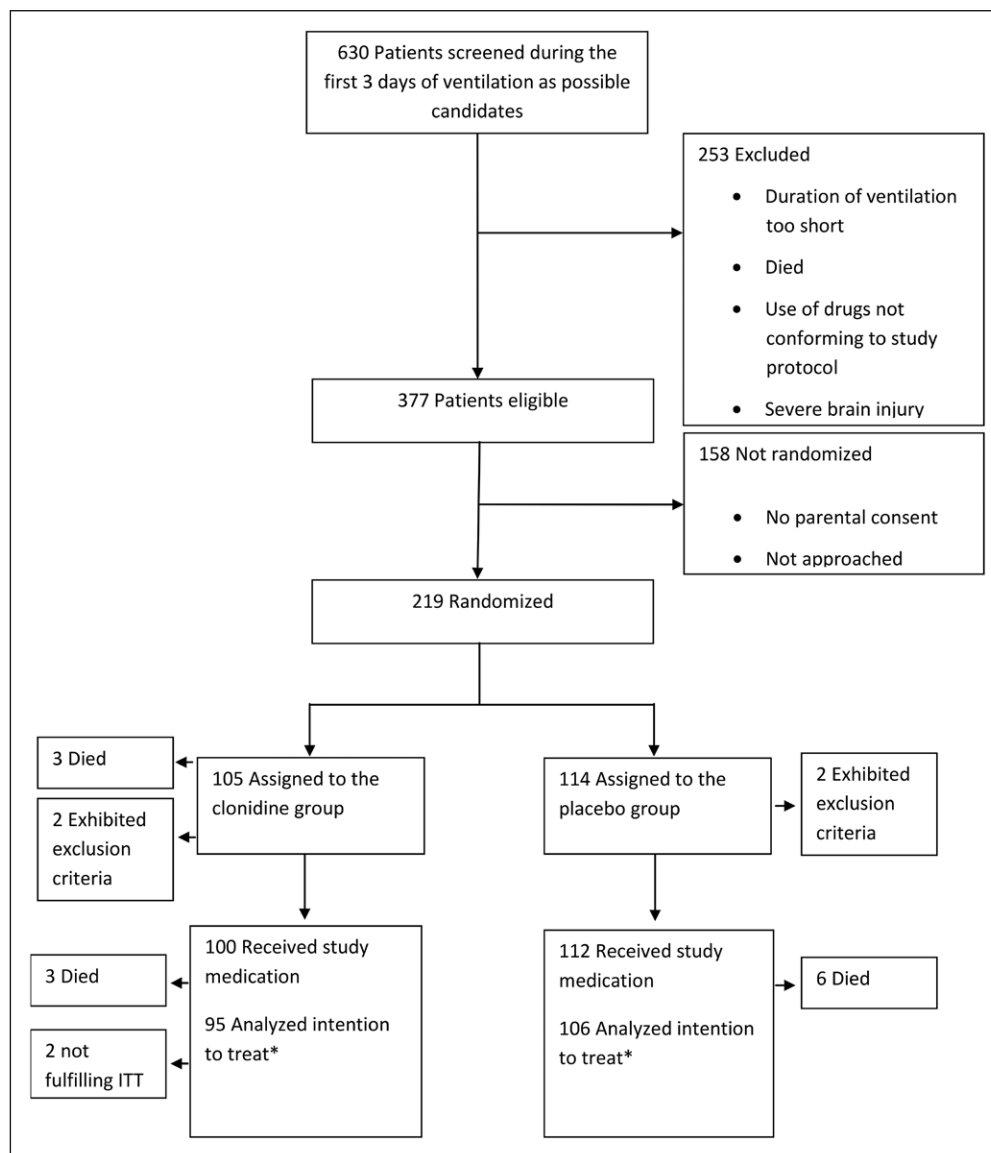 630 Patients screened during the
first 3 days of ventilation as possible
candidates
253 Excluded
• Duration of ventilation
too short
• Died
• Use of drugs not
conforming to study
protocol
• Severe brain injury
377 Patients eligible
158 Not randomized
• No parental consent
• Not approached
219 Randomized
3 Died
2 Exhibited
exclusion
criteria
105 Assigned to the
clonidine group
114 Assigned to the
placebo group
2 Exhibited
exclusion
criteria
3 Died
2 not
fulfilling ITT
100 Received study
medication
95 Analyzed intention
to treat*
112 Received study
medication
106 Analyzed intention
to treat*
6 Died